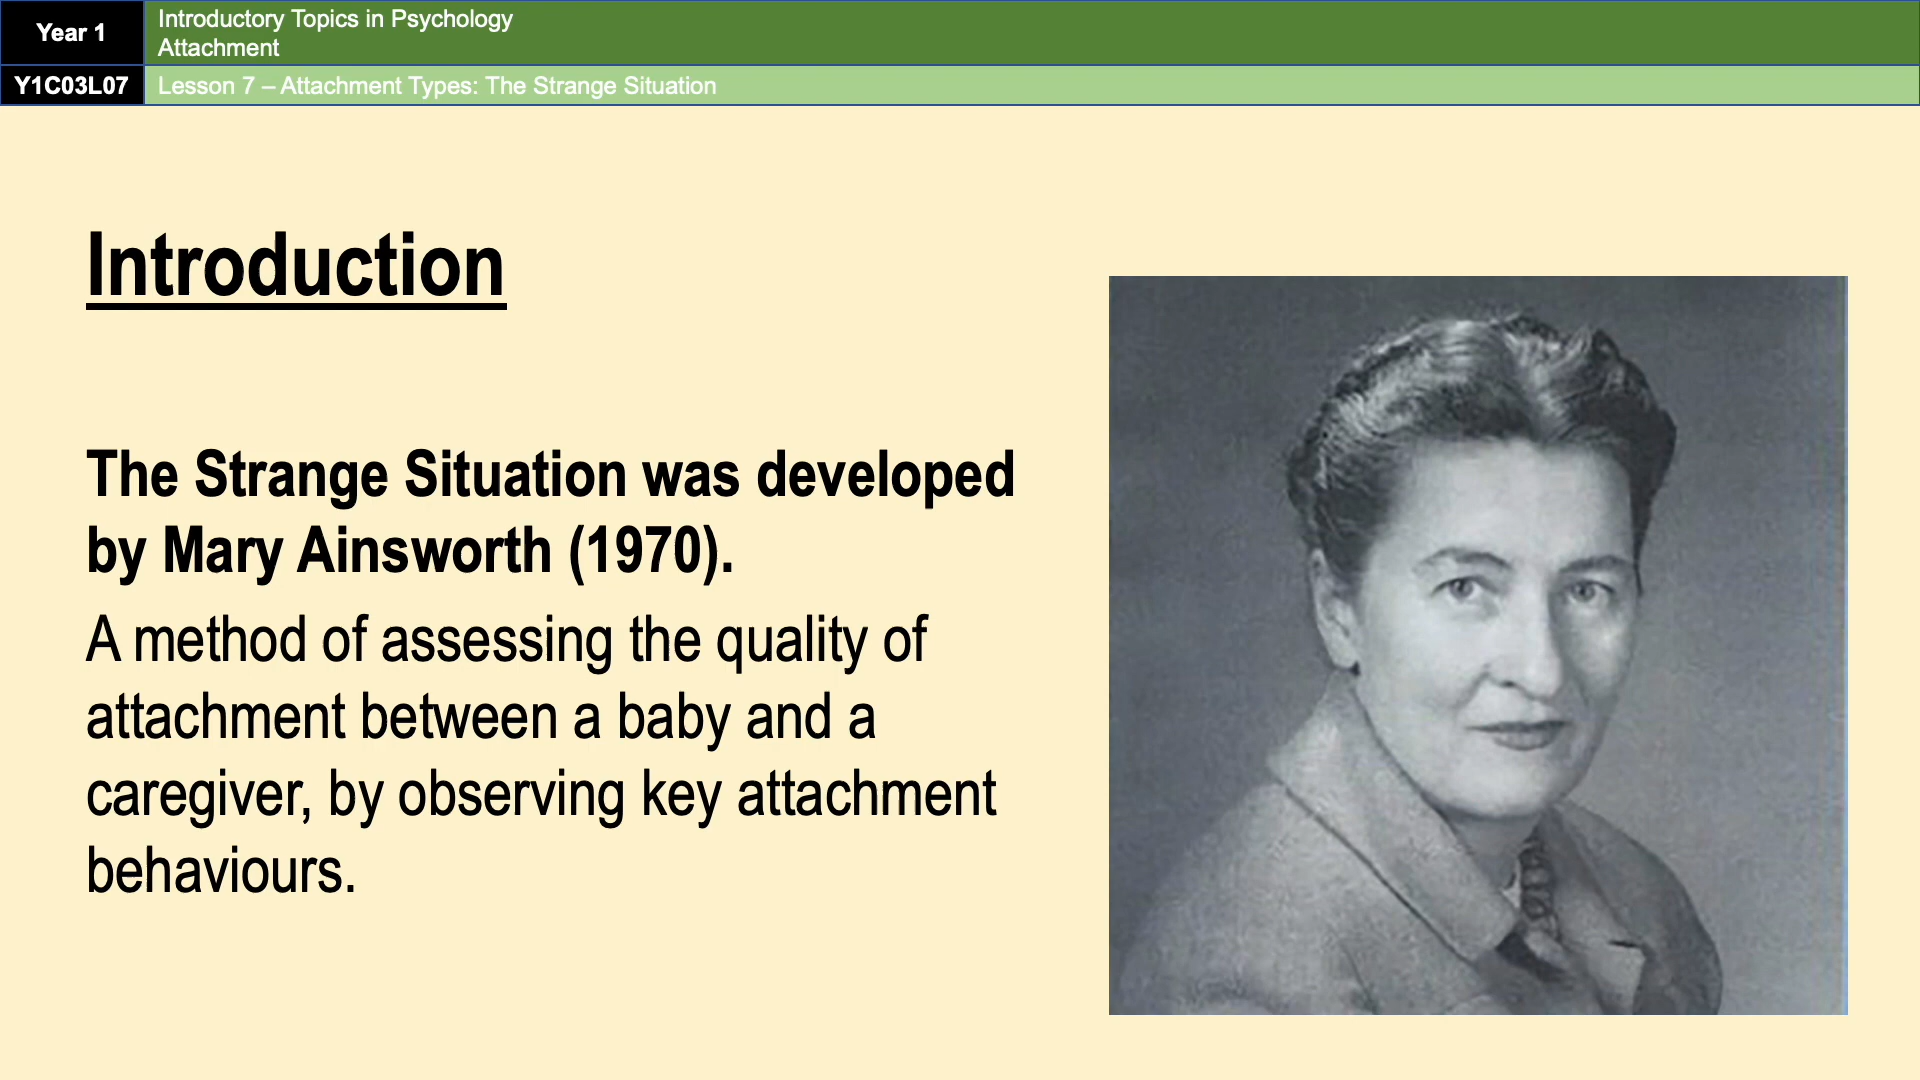 Year 1
Introductory Topics in Psychology
Attachment
Y1C03L07
Lesson 7 – Attachment Types: The Strange Situation
Introduction
The Strange Situation was developed
by Mary Ainsworth (1970).
A method of assessing the quality of
attachment between a baby and a
caregiver, by observing key attachment
behaviours.